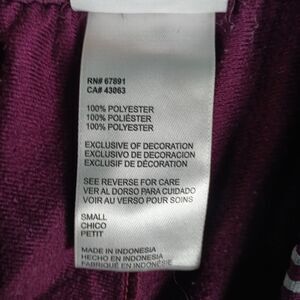 RN# 67891
CA# 43063
100% POLYESTER
100% POLIÉSTER
100% POLYESTER
EXCLUSIVE OF DECORATION
EXCLUSIVO DE DECORACION
EXCLUSIF DE DÉCORATION
SEE REVERSE FOR CARE
VER AL DORSO PARA CUIDADO
VOIR VERSO POUR SOINS
SMALL
CHICO
PETIT
MADE IN INDONESIA
HECHO EN INDONESIA
FABRIQUÉ EN INDONÉSIE